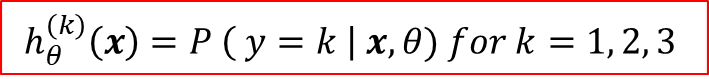 h_θ^(k)(x) = P ( y = k | x, θ) for k = 1, 2, 3